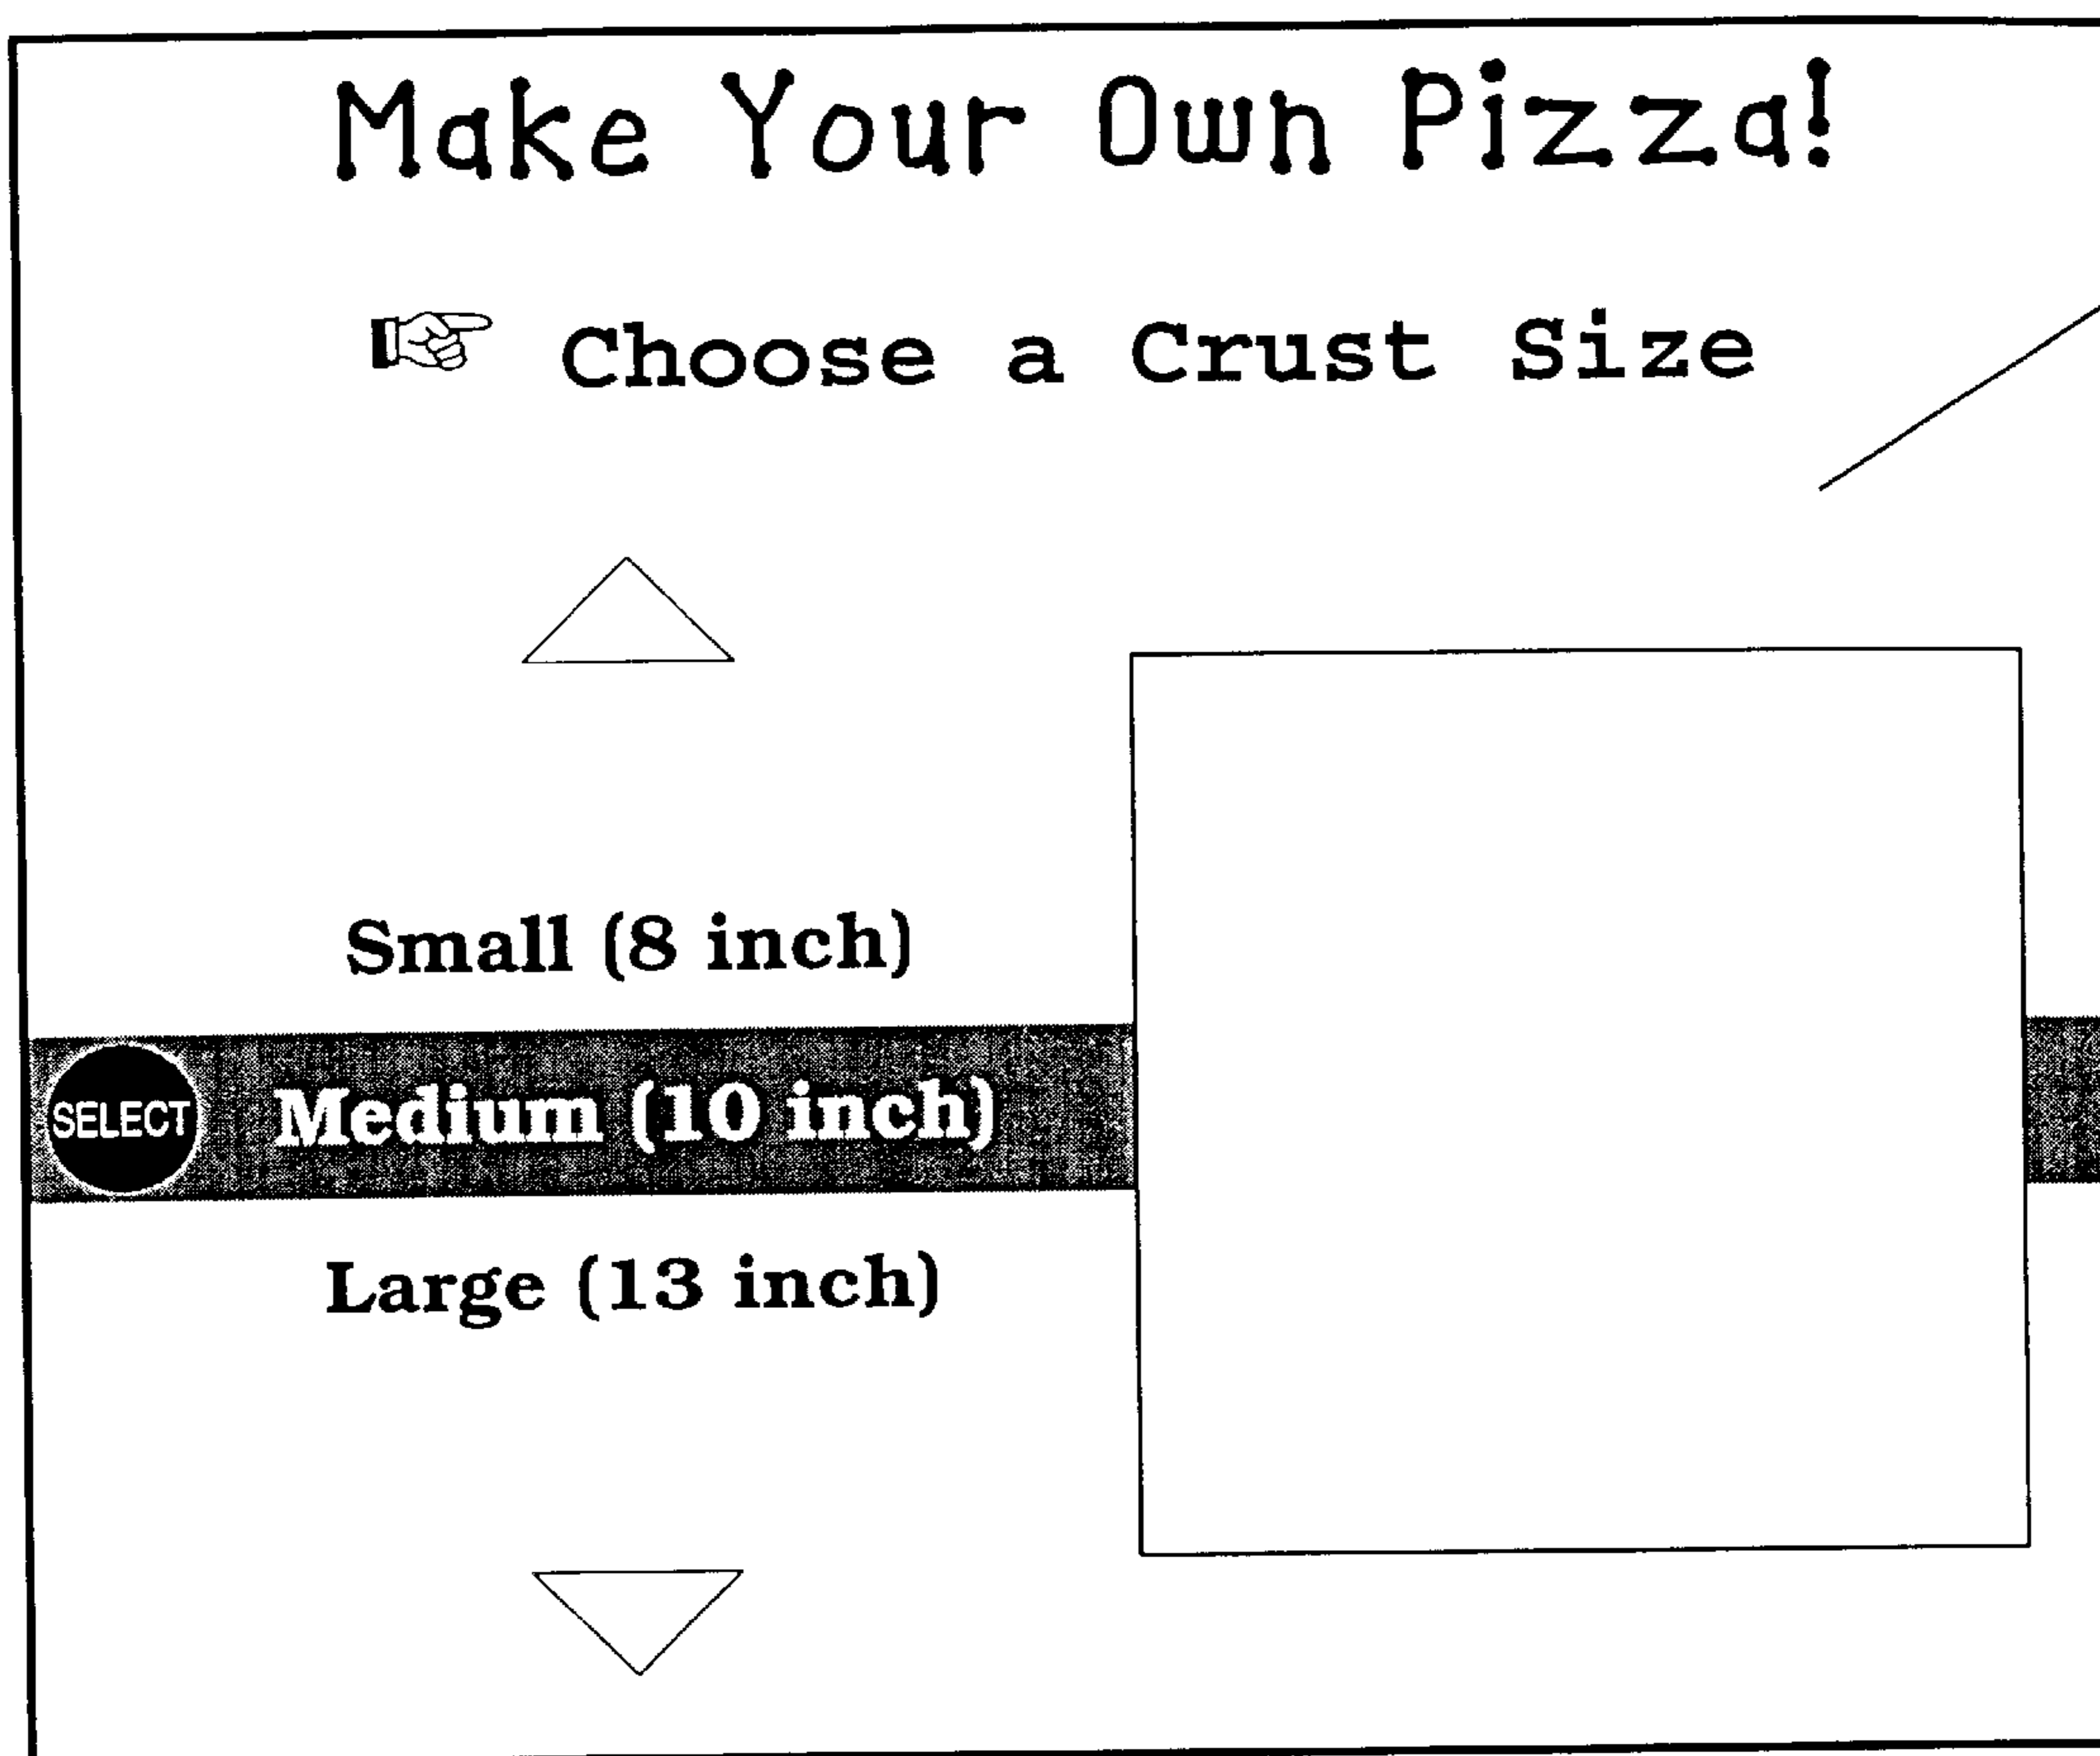 Make Your Own Pizza!
☞ Choose a Crust Size
Small (8 inch)
SELECT Medium (10 inch)
Large (13 inch)